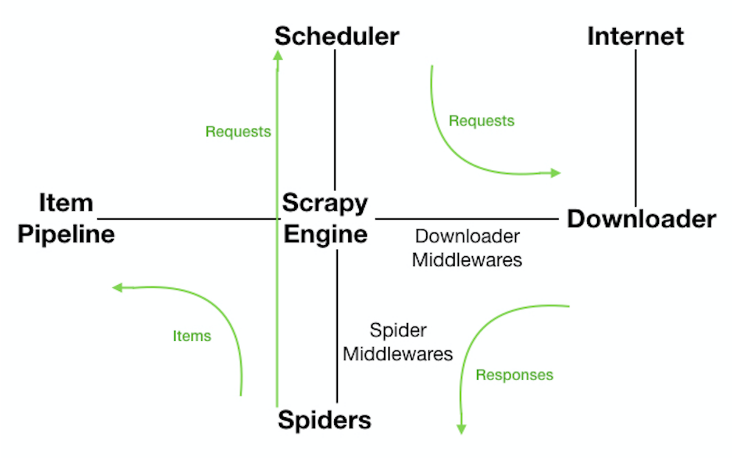 Scheduler
Internet
Requests
Requests
Item
Pipeline
Scrapy
Engine
Downloader
Middlewares
Downloader
Items
Spider
Middlewares
Responses
Spiders